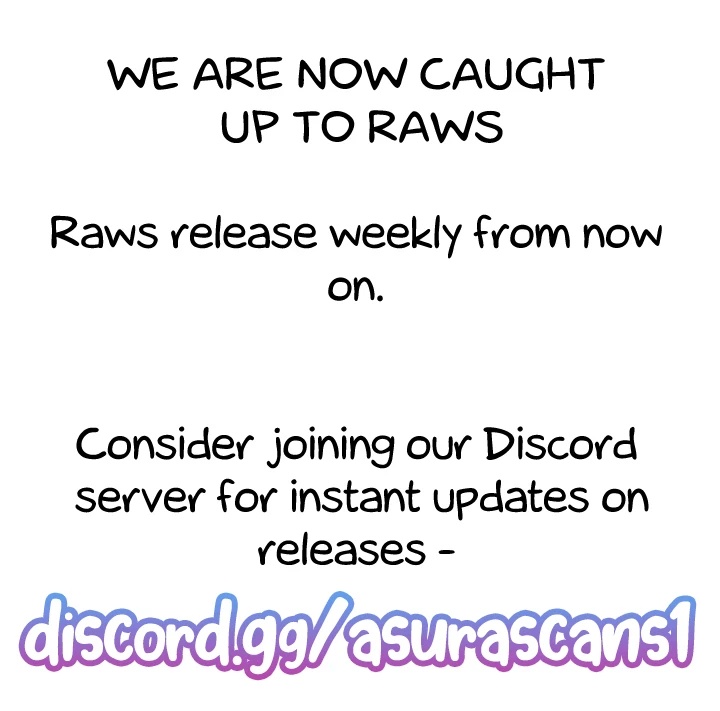 WE ARE NOW CAUGHT
UP TO RAWS
Raws release weekly from now
on.
Consider joining our Discord
server for instant updates on
releases -
discord.gg/asurascans1